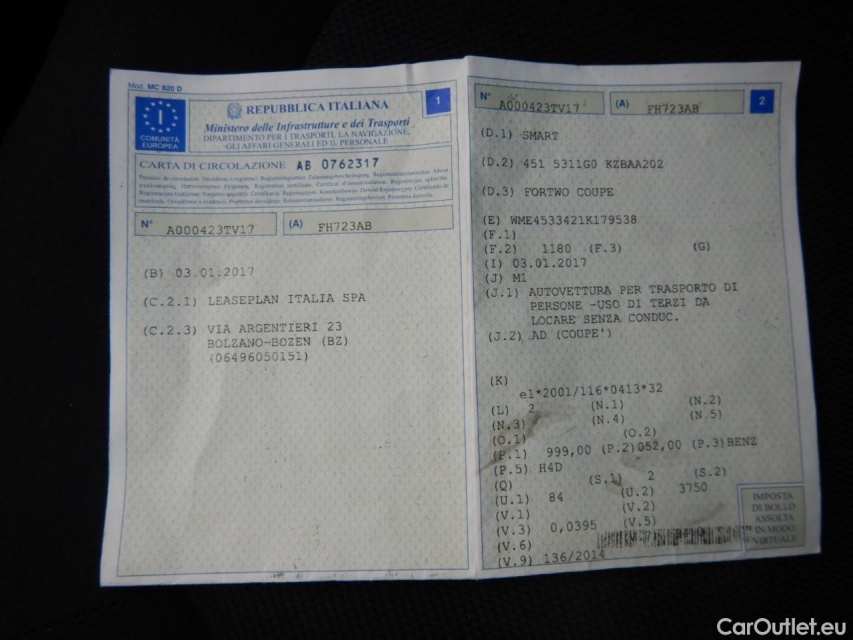 Mod. MC 820 D
I
COMUNITÀ
EUROPEA
REPUBBLICA ITALIANA
Ministero delle Infrastrutture e dei Trasporti
DIPARTIMENTO PER I TRASPORTI, LA NAVIGAZIONE,
GLI AFFARI GENERALI ED IL PERSONALE
1
CARTA DI CIRCOLAZIONE AB 0762317
N° A000423TV17 (A) FH723AB
(B) 03.01.2017
(C.2.1) LEASEPLAN ITALIA SPA
(C.2.3) VIA ARGENTIERI 23
BOLZANO-BOZEN (BZ)
(06496050151)
N° A000423TV17 (A) FH723AB 2
(D.1) SMART
(D.2) 451 5311G0 KZBAA202
(D.3) FORTWO COUPE
(E) WME4533421K179538
(F.1)
(F.2) 1180 (F.3) (G)
(I) 03.01.2017
(J) M1
(J.1) AUTOVETTURA PER TRASPORTO DI
PERSONE -USO DI TERZI DA
LOCARE SENZA CONDUC.
(J.2) AD (COUPE')
(K)
e1*2001/116*0413*32
(L) 2 (N.1) (N.2)
(N.3) (N.4) (N.5)
(O.1) (O.2)
(P.1) 999,00 (P.2) 052,00 (P.3) BENZ
(P.5) H4D
(Q) (S.1) 2 (S.2)
(U.1) 84 (U.2) 3750
(V.1) (V.2)
(V.3) 0,0395 (V.5)
(V.6)
(V.9) 136/2014
IMPOSTA
DI BOLLO
ASSOLTA
IN MODO
VIRTUALE
CarOutlet.eu